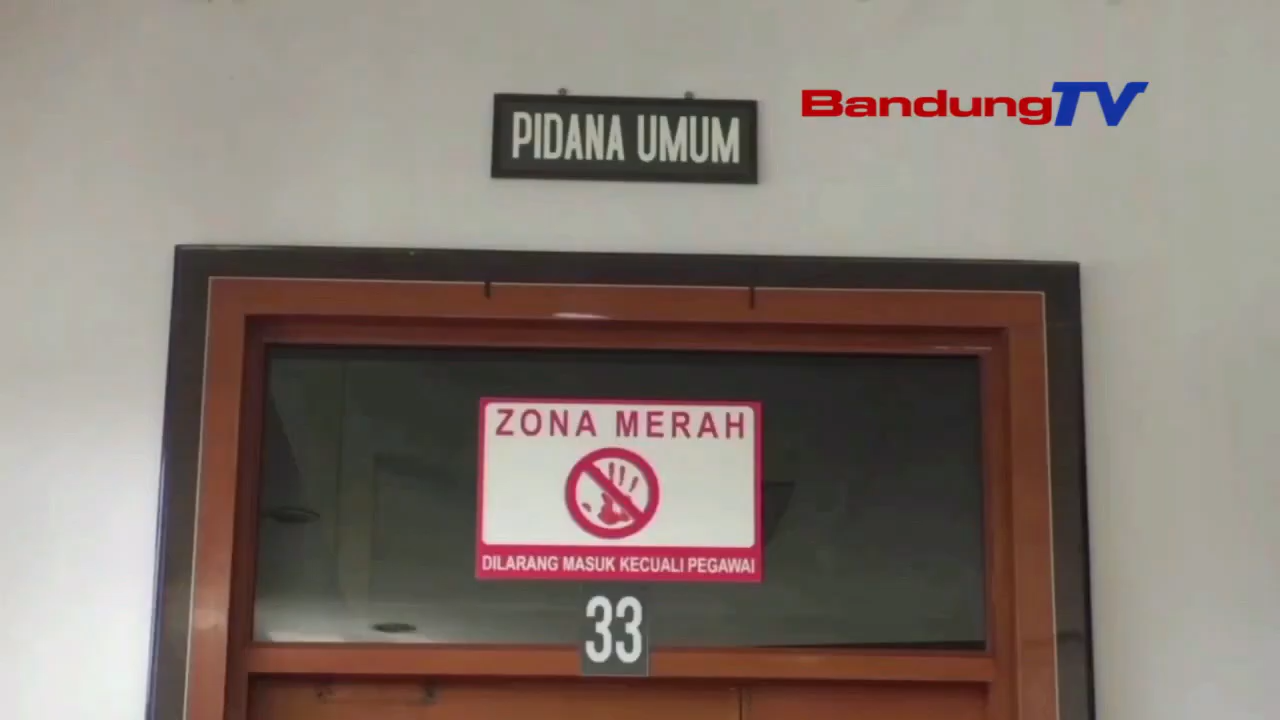 BandungTV
PIDANA UMUM
ZONA MERAH
DILARANG MASUK KECUALI PEGAWAI
33